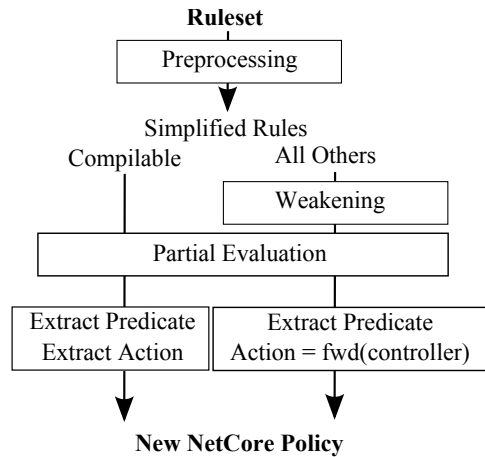 Ruleset
Preprocessing
Simplified Rules
Compilable
All Others
Weakening
Partial Evaluation
Extract Predicate
Extract Action
Extract Predicate
Action = fwd(controller)
New NetCore Policy